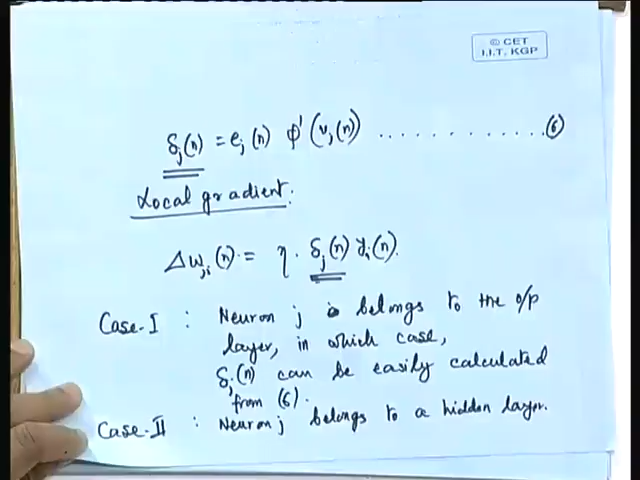 © CET
I.I.T. KGP
δj(n) = ej(n) φ'(vj(n)) ............. (6)
Local gradient:
Δwji(n) = η · δj(n) yi(n).
Case-I : Neuron j belongs to the o/p
layer, in which case,
δj(n) can be easily calculated
from (6).
Case-II : Neuron j belongs to a hidden layer.